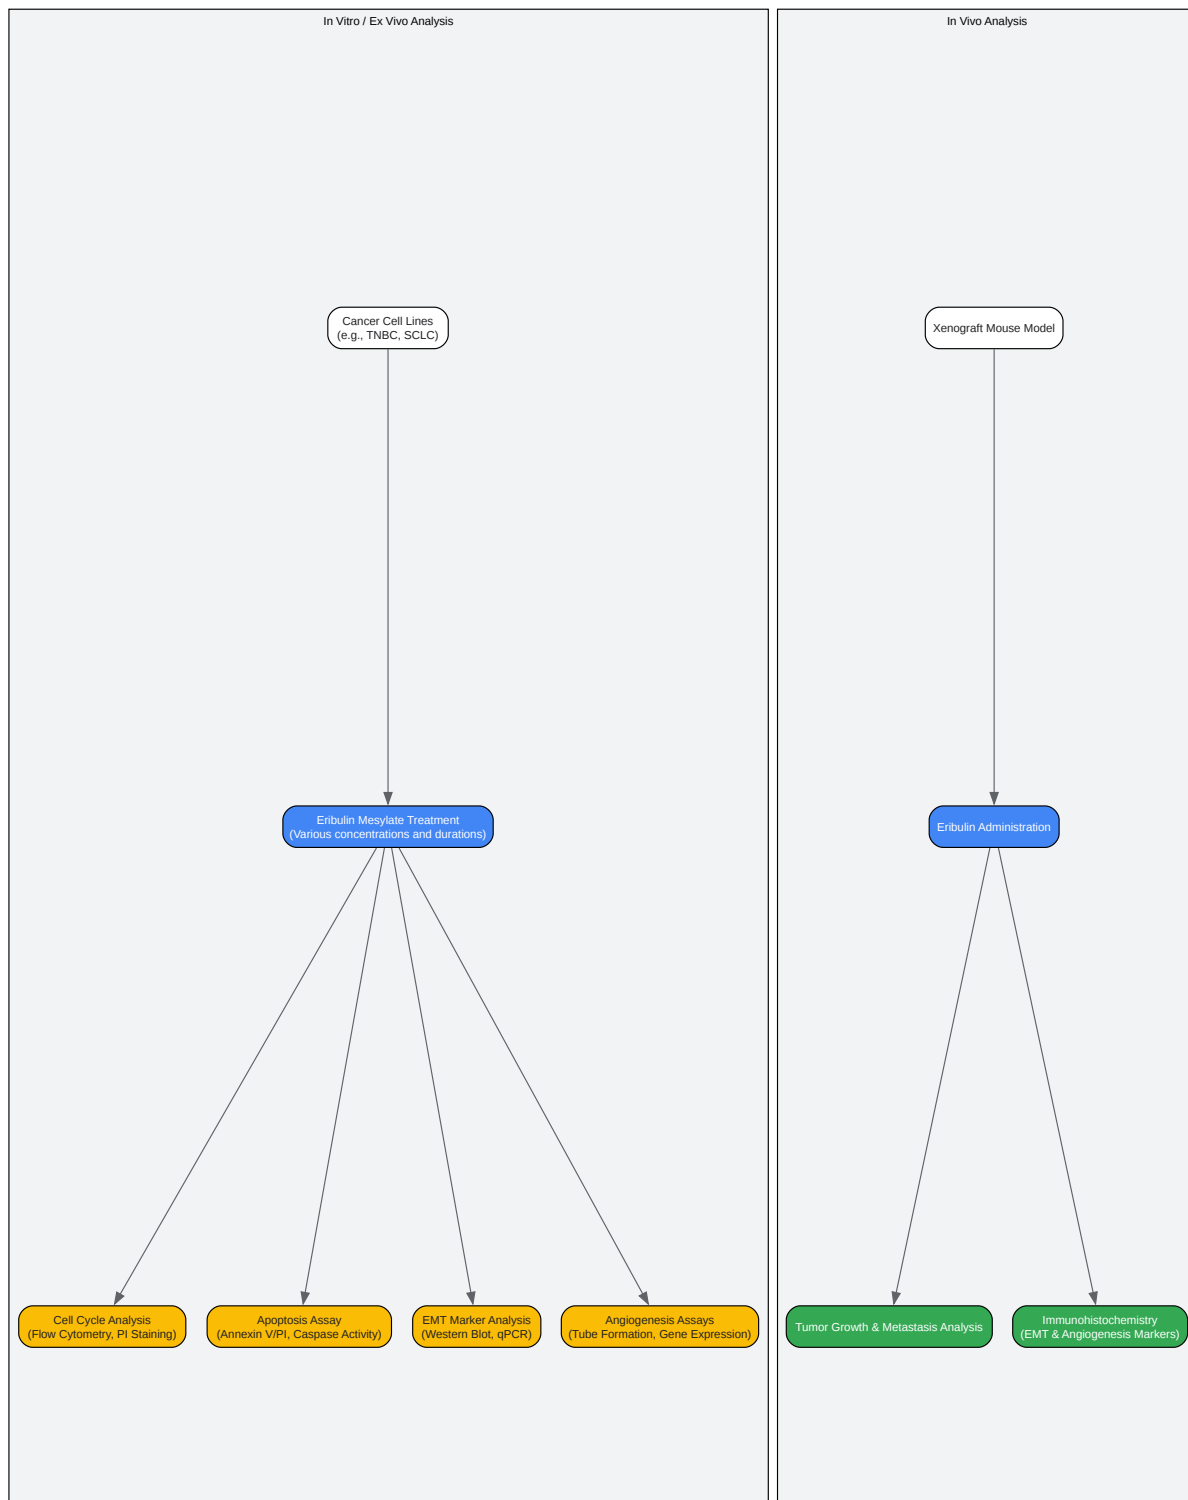 In Vitro / Ex Vivo Analysis
Cancer Cell Lines
(e.g., TNBC, SCLC)
Eribulin Mesylate Treatment
(Various concentrations and durations)
Cell Cycle Analysis
(Flow Cytometry, PI Staining)
Apoptosis Assay
(Annexin V/PI, Caspase Activity)
EMT Marker Analysis
(Western Blot, qPCR)
Angiogenesis Assays
(Tube Formation, Gene Expression)
In Vivo Analysis
Xenograft Mouse Model
Eribulin Administration
Tumor Growth & Metastasis Analysis
Immunohistochemistry
(EMT & Angiogenesis Markers)